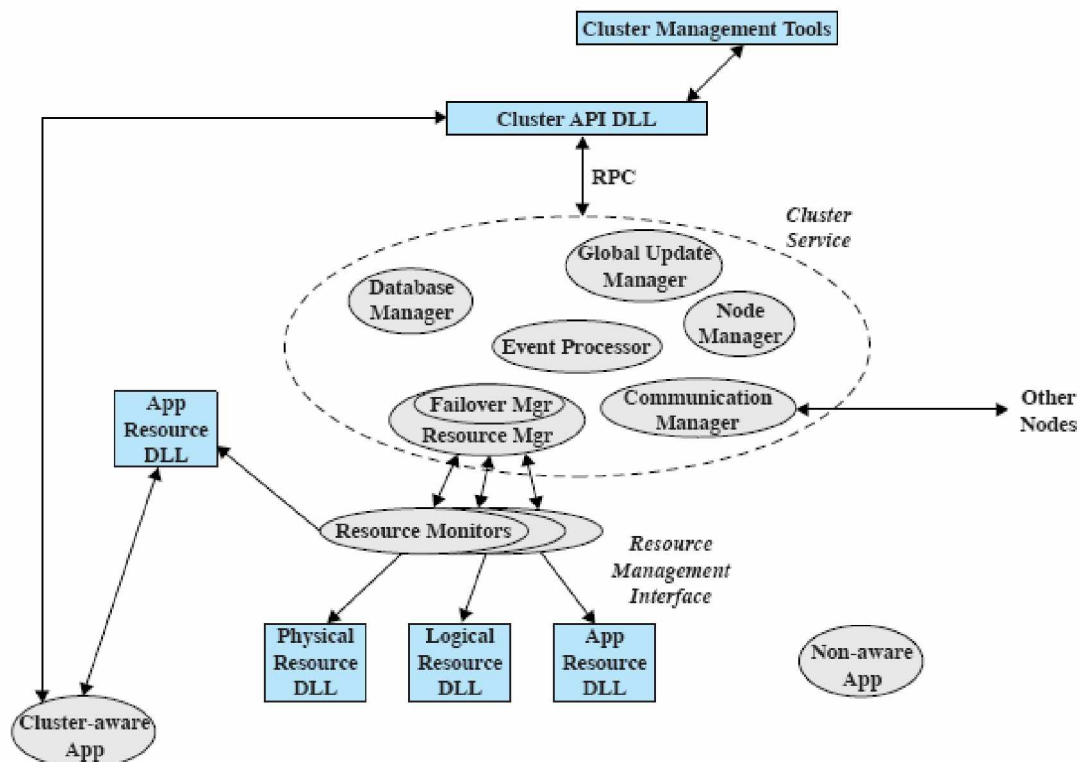 Cluster Management Tools
Cluster API DLL
RPC
Cluster
Service
Global Update
Manager
Database
Manager
Node
Manager
Event Processor
Failover Mgr
Resource Mgr
Communication
Manager
Other
Nodes
App
Resource
DLL
Resource Monitors
Resource
Management
Interface
Physical
Resource
DLL
Logical
Resource
DLL
App
Resource
DLL
Non-aware
App
Cluster-aware
App